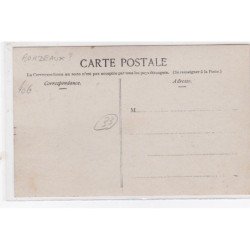 BORDEAUX ?
CARTE POSTALE
La Correspondance au recto n'est pas acceptée par tous les pays étrangers. (Se renseigner à la Poste)
Correspondance.
Adresse.
M
33